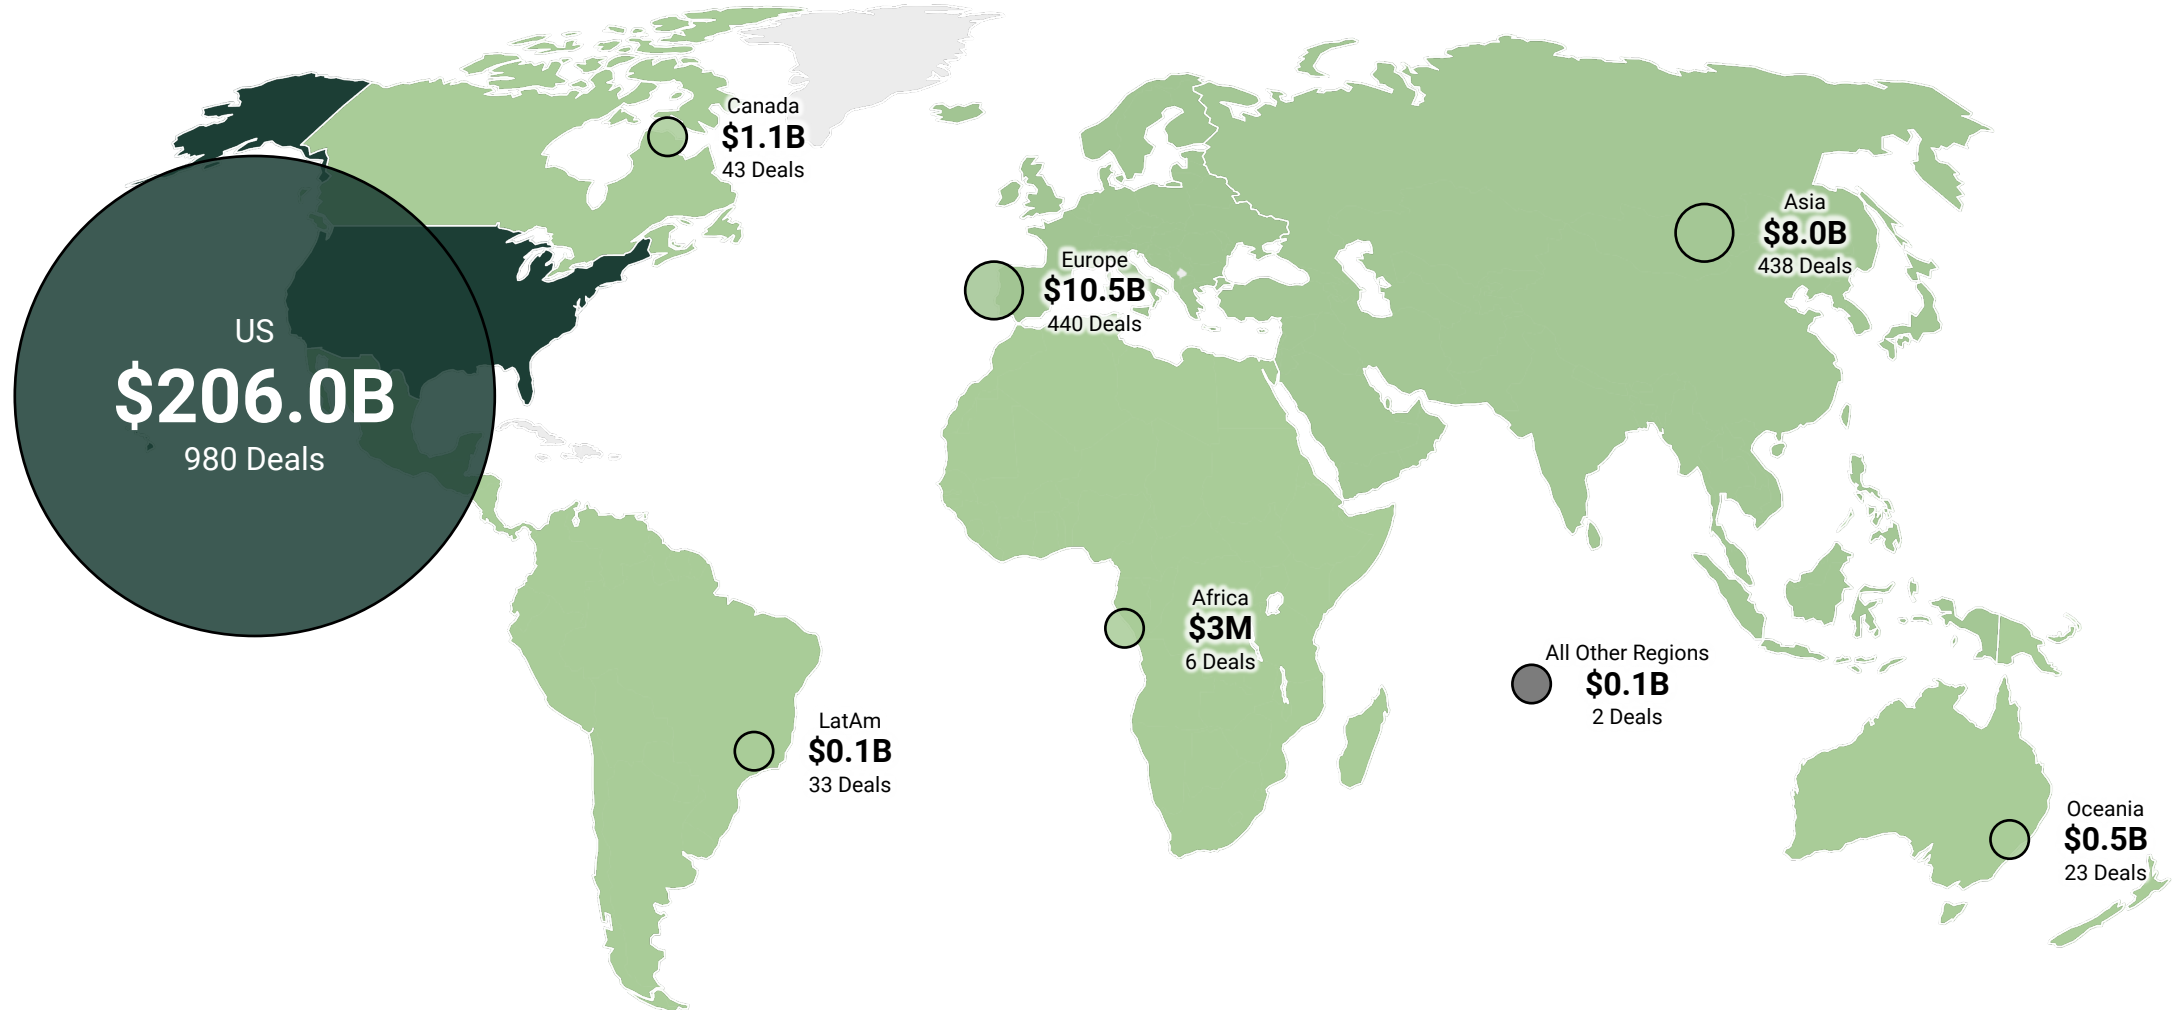 Canada
$1.1B
43 Deals
Asia
$8.0B
438 Deals
Europe
$10.5B
440 Deals
US
$206.0B
980 Deals
Africa
$3M
6 Deals
All Other Regions
$0.1B
2 Deals
LatAm
$0.1B
33 Deals
Oceania
$0.5B
23 Deals